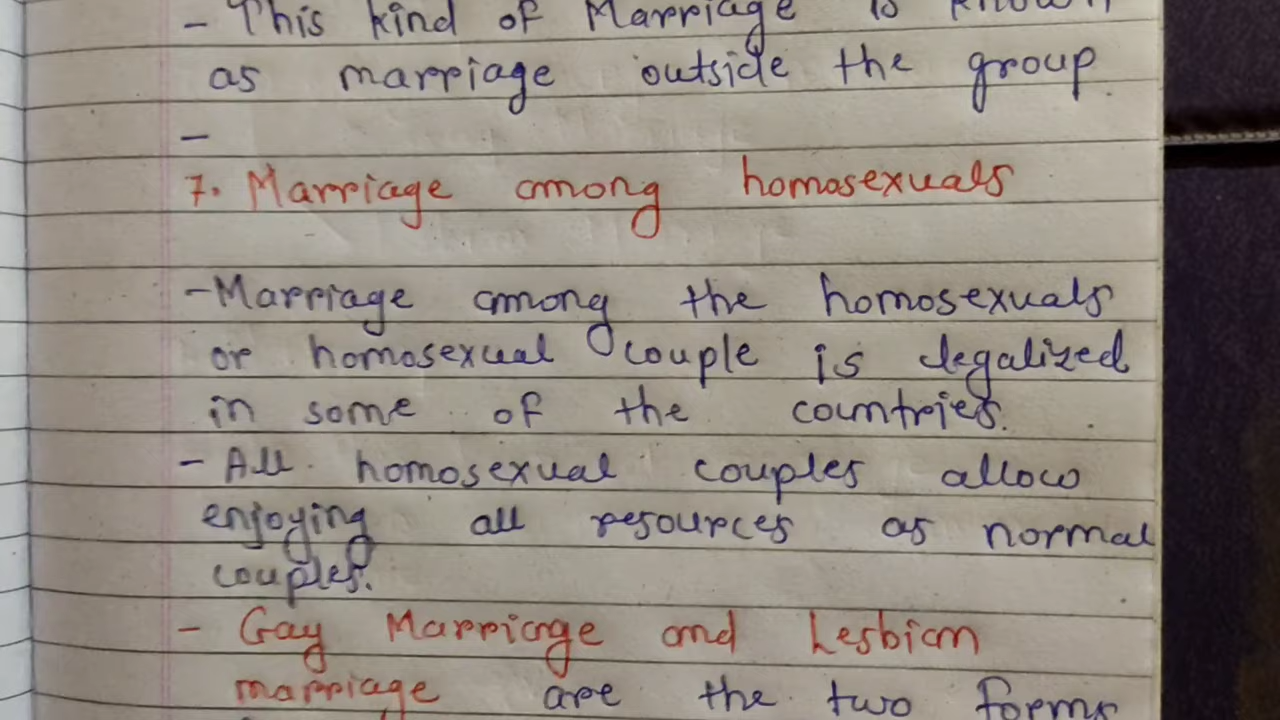 - This kind of Marriage is known
as marriage outside the group
-
7. Marriage among homosexuals
- Marriage among the homosexuals
or homosexual couple is legalized
in some of the countries.
- All homosexual couples allow
enjoying all resources as normal
couples.
- Gay Marriage and Lesbian
marriage are the two forms